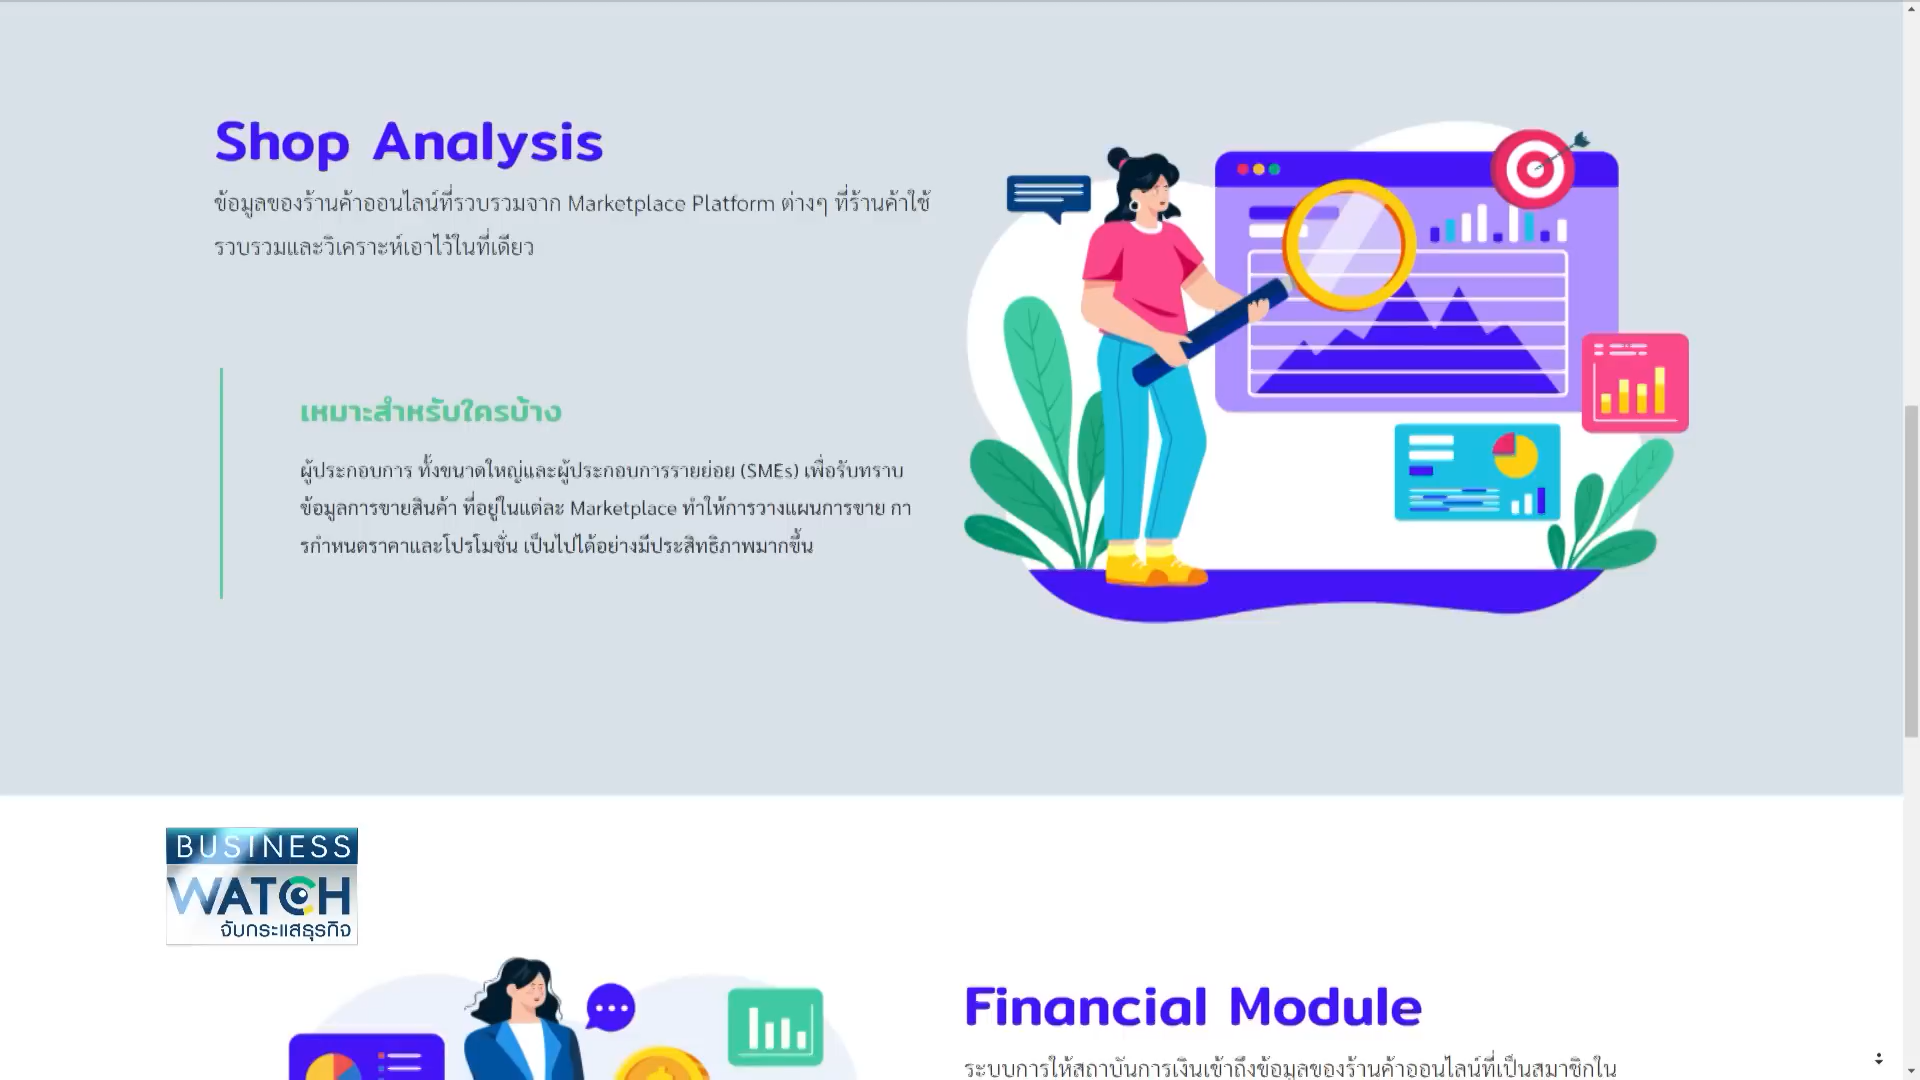 Shop Analysis
ข้อมูลของร้านค้าออนไลน์ที่รวบรวมจาก Marketplace Platform ต่างๆ ที่ร้านค้าใช้
รวบรวมและวิเคราะห์เอาไว้ในที่เดียว
เหมาะสำหรับใครบ้าง
ผู้ประกอบการ ทั้งขนาดใหญ่และผู้ประกอบการรายย่อย (SMEs) เพื่อรับทราบ
ข้อมูลการขายสินค้า ที่อยู่ในแต่ละ Marketplace ทำให้การวางแผนการขาย กา
รกำหนดราคาและโปรโมชั่น เป็นไปได้อย่างมีประสิทธิภาพมากขึ้น
BUSINESS
WATCH
จับกระแสธุรกิจ
Financial Module
ระบบการให้สถาบันการเงินเข้าถึงข้อมูลของร้านค้าออนไลน์ที่เป็นสมาชิกใน